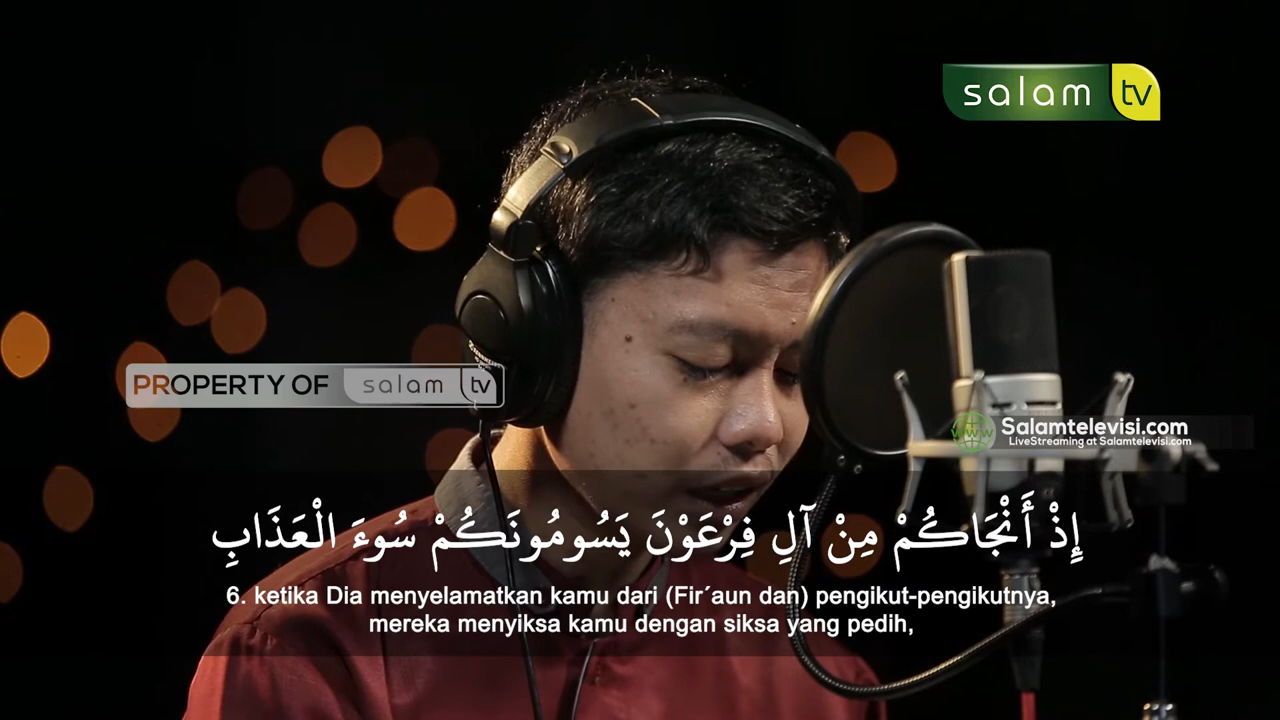 salam tv
PROPERTY OF salam tv
www
Salamtelevisi.com
LiveStreaming at Salamtelevisi.com
إِذْ أَنْجَاكُمْ مِنْ آلِ فِرْعَوْنَ يَسُومُونَكُمْ سُوءَ الْعَذَابِ
6. ketika Dia menyelamatkan kamu dari (Fir´aun dan) pengikut-pengikutnya,
mereka menyiksa kamu dengan siksa yang pedih,